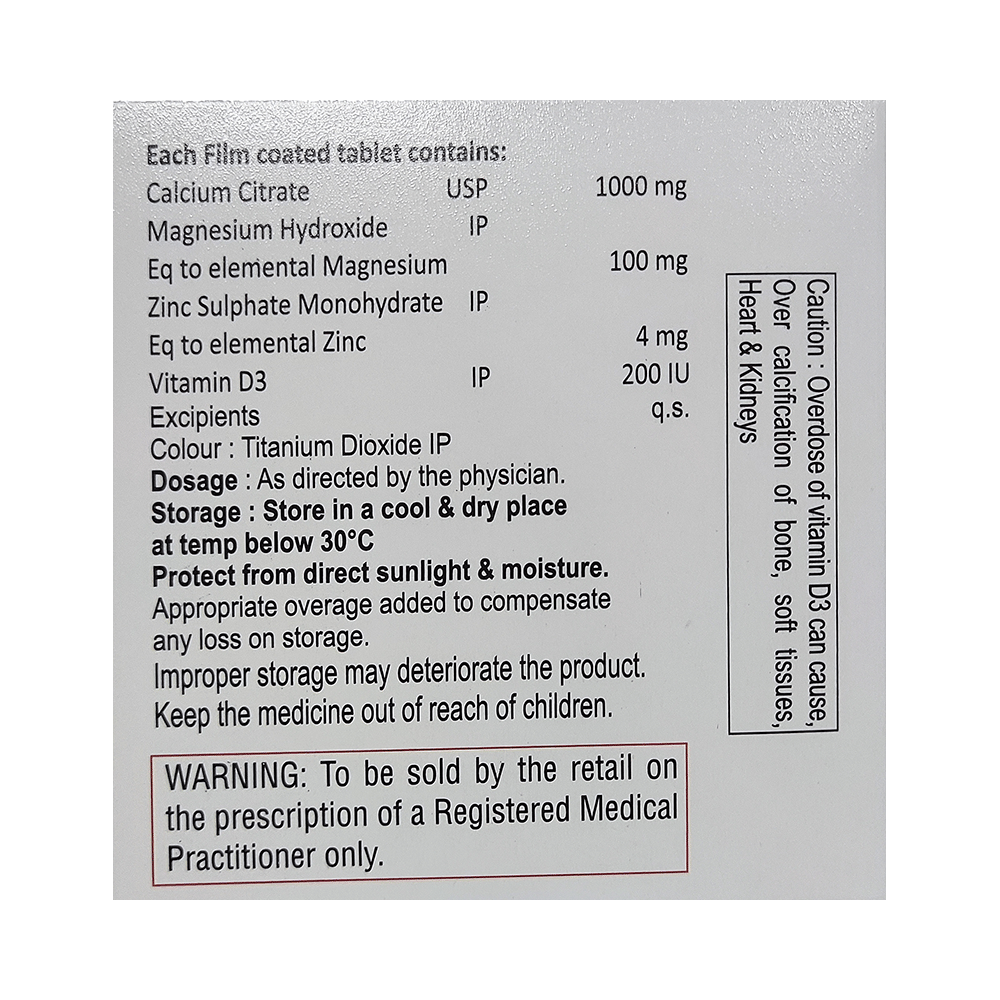 Each Film coated tablet contains:
Calcium Citrate USP 1000 mg
Magnesium Hydroxide IP
Eq to elemental Magnesium 100 mg
Zinc Sulphate Monohydrate IP
Eq to elemental Zinc 4 mg
Vitamin D3 IP 200 IU
Excipients q.s.
Colour : Titanium Dioxide IP
Dosage : As directed by the physician.
Storage : Store in a cool & dry place
at temp below 30°C
Protect from direct sunlight & moisture.
Appropriate overage added to compensate
any loss on storage.
Improper storage may deteriorate the product.
Keep the medicine out of reach of children.
WARNING: To be sold by the retail on
the prescription of a Registered Medical
Practitioner only.
Caution : Overdose of vitamin D3 can cause,
Over calcification of bone, soft tissues,
Heart & Kidneys